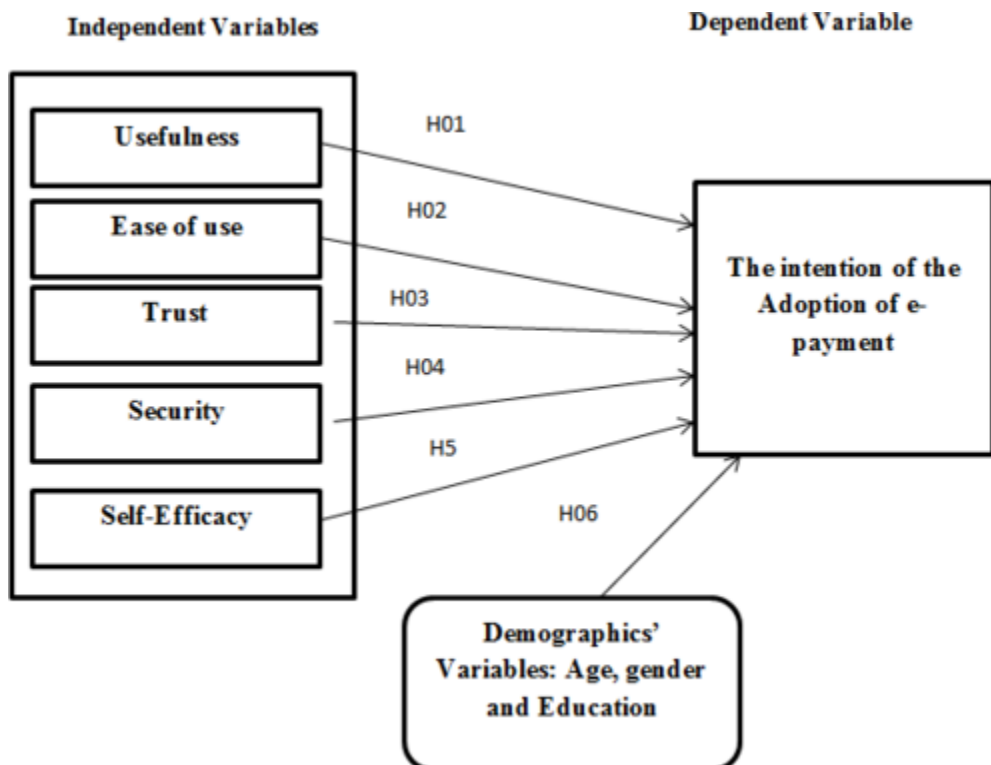 Independent Variables
Dependent Variable
Usefulness
Ease of use
Trust
Security
Self-Efficacy
H01
H02
H03
H04
H5
H06
The intention of the
Adoption of e-
payment
Demographics’
Variables: Age, gender
and Education